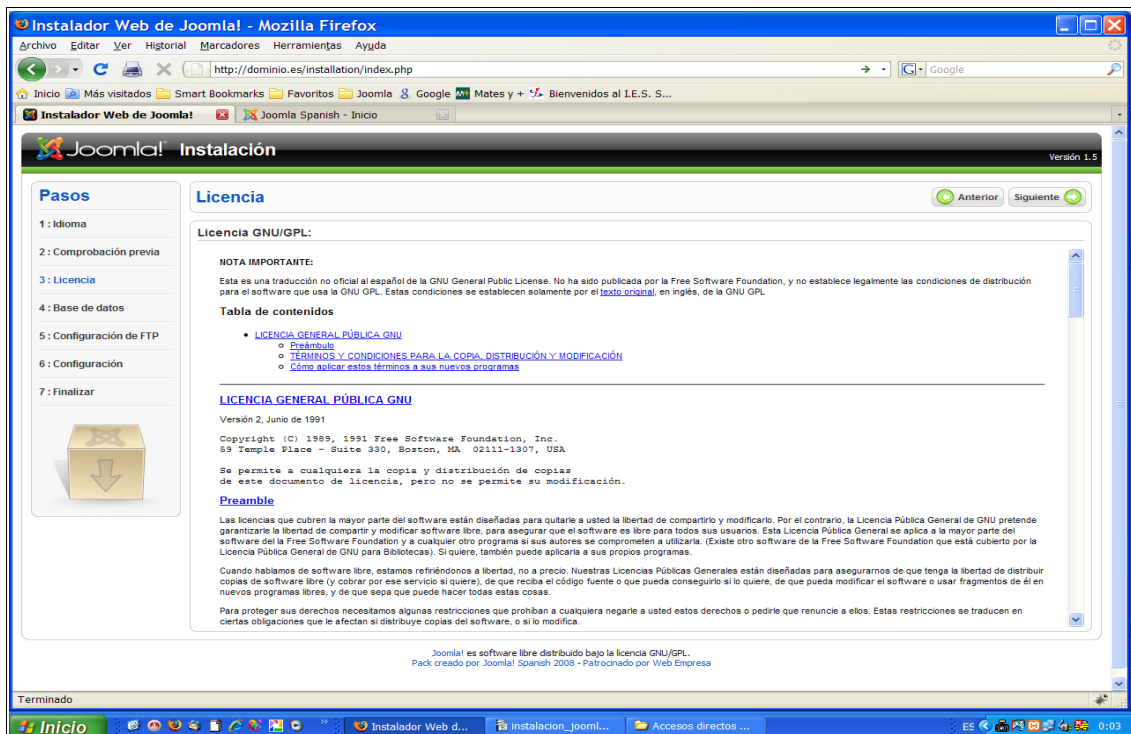 Instalador Web de Joomla! - Mozilla Firefox
Archivo Editar Ver Historial Marcadores Herramientas Ayuda
http://dominio.es/installation/index.php
Google
Inicio Más visitados Smart Bookmarks Favoritos Joomla Google Mates y + Bienvenidos al I.E.S. S...
Instalador Web de Joomla! Joomla Spanish - Inicio
Joomla! Instalación
Versión 1.5
Pasos
1 : Idioma
2 : Comprobación previa
3 : Licencia
4 : Base de datos
5 : Configuración de FTP
6 : Configuración
7 : Finalizar
Licencia
Anterior Siguiente
Licencia GNU/GPL:
NOTA IMPORTANTE:
Esta es una traducción no oficial al español de la GNU General Public License. No ha sido publicada por la Free Software Foundation, y no establece legalmente las condiciones de distribución
para el software que usa la GNU GPL. Estas condiciones se establecen solamente por el texto original, en inglés, de la GNU GPL
Tabla de contenidos
LICENCIA GENERAL PÚBLICA GNU
Preámbulo
TÉRMINOS Y CONDICIONES PARA LA COPIA, DISTRIBUCIÓN Y MODIFICACIÓN
Cómo aplicar estos términos a sus nuevos programas
LICENCIA GENERAL PÚBLICA GNU
Versión 2, Junio de 1991
Copyright (C) 1989, 1991 Free Software Foundation, Inc.
59 Temple Place - Suite 330, Boston, MA 02111-1307, USA
Se permite a cualquiera la copia y distribución de copias
de este documento de licencia, pero no se permite su modificación.
Preamble
Las licencias que cubren la mayor parte del software están diseñadas para quitarle a usted la libertad de compartirlo y modificarlo. Por el contrario, la Licencia Pública General de GNU pretende
garantizarle la libertad de compartir y modificar software libre, para asegurar que el software es libre para todos sus usuarios. Esta Licencia Pública General se aplica a la mayor parte del
software del la Free Software Foundation y a cualquier otro programa si sus autores se comprometen a utilizarla. (Existe otro software de la Free Software Foundation que está cubierto por la
Licencia Pública General de GNU para Bibliotecas). Si quiere, también puede aplicarla a sus propios programas.
Cuando hablamos de software libre, estamos refiriéndonos a libertad, no a precio. Nuestras Licencias Públicas Generales están diseñadas para asegurarnos de que tenga la libertad de distribuir
copias de software libre (y cobrar por ese servicio si quiere), de que reciba el código fuente o que pueda conseguirlo si lo quiere, de que pueda modificar el software o usar fragmentos de él en
nuevos programas libres, y de que sepa que puede hacer todas estas cosas.
Para proteger sus derechos necesitamos algunas restricciones que prohiban a cualquiera negarle a usted estos derechos o pedirle que renuncie a ellos. Estas restricciones se traducen en
ciertas obligaciones que le afectan si distribuye copias del software, o si lo modifica.
Joomla! es software libre distribuido bajo la licencia GNU/GPL.
Pack creado por Joomla! Spanish 2008 - Patrocinado por Web Empresa
Terminado
Inicio Instalador Web d... instalacion_jooml... Accesos directos ... ES 0:03